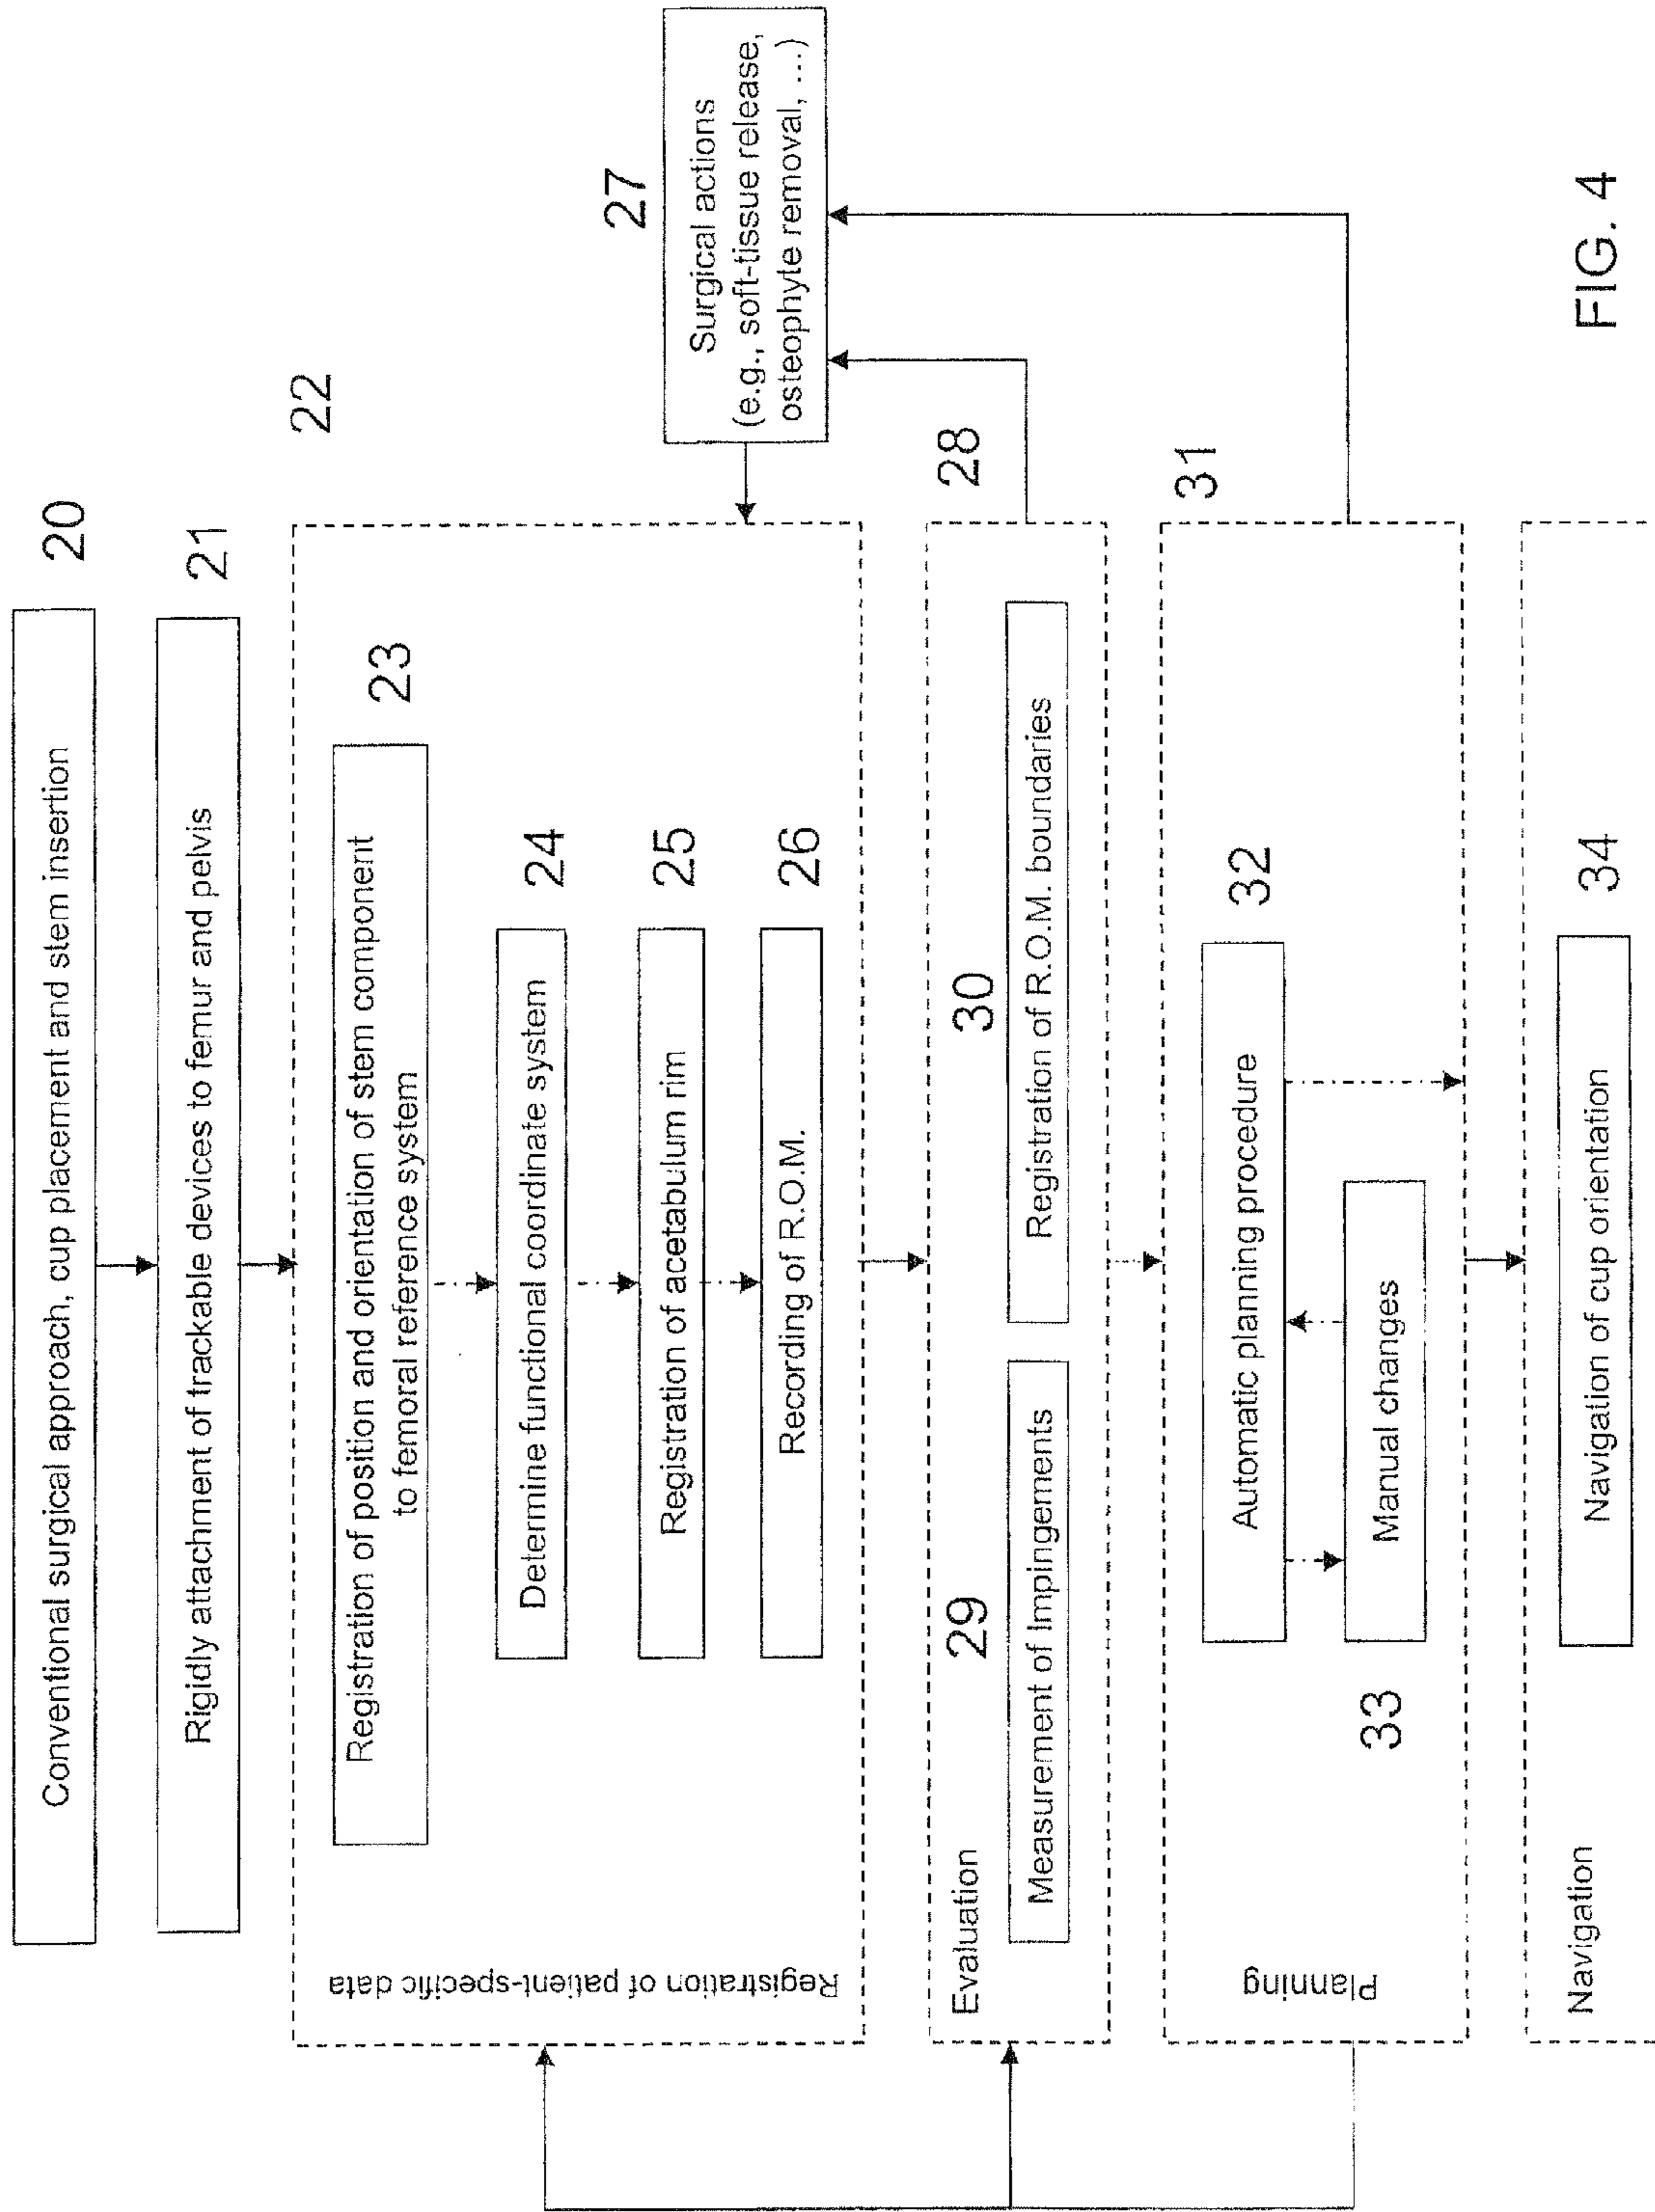 Conventional surgical approach, cup placement and stem insertion
20
Rigidly attachment of trackable devices to femur and pelvis
21
22
Registration of patient-specific data
Registration of position and orientation of stem component
to femoral reference system
23
Determine functional coordinate system
24
Registration of acetabulum rim
25
Recording of R.O.M.
26
27
Surgical actions
(e.g., soft-tissue release,
osteophyte removal, ...)
28
Evaluation
29
Measurement of Impingements
30
Registration of R.O.M. boundaries
31
Planning
Automatic planning procedure
32
33
Manual changes
Navigation
Navigation of cup orientation
34
FIG. 4